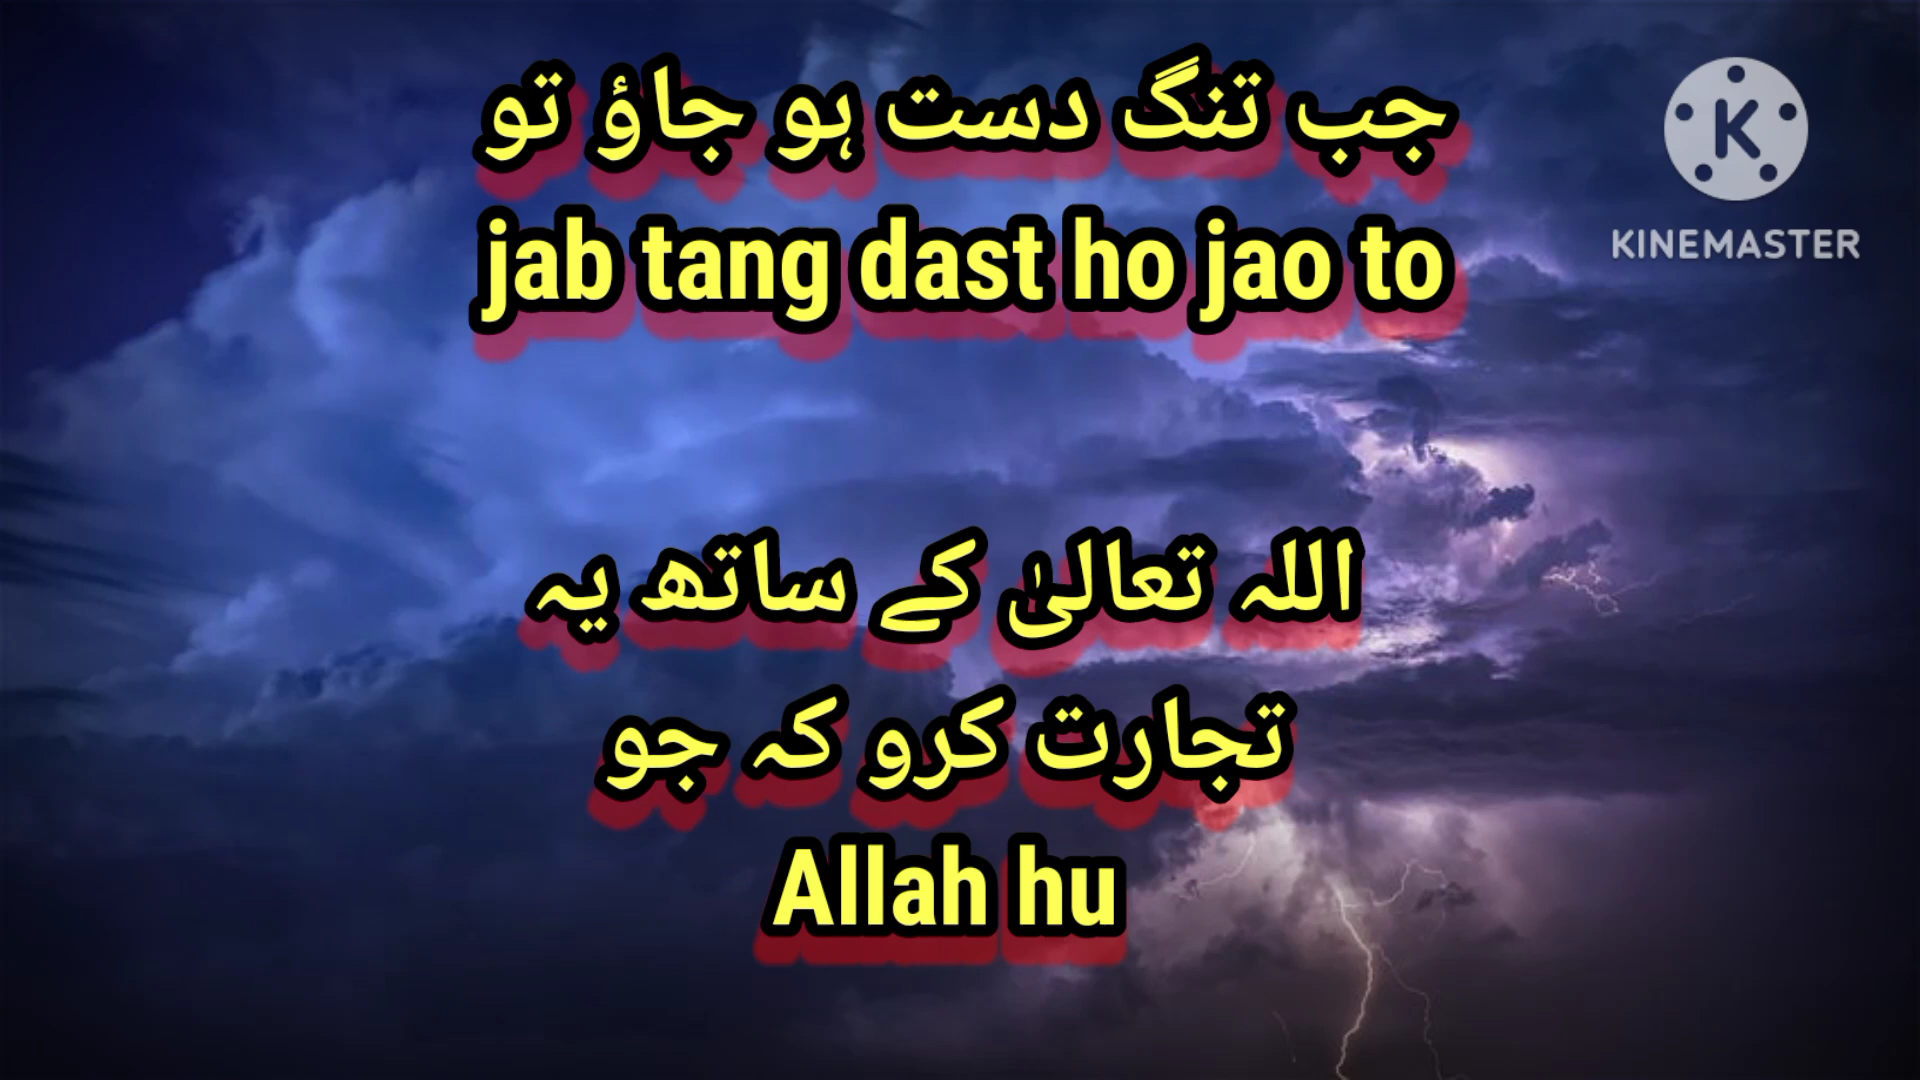 جب تنگ دست ہو جاؤ تو
jab tang dast ho jao to
اللہ تعالیٰ کے ساتھ یہ
تجارت کرو کہ جو
Allah hu
K
KINEMASTER